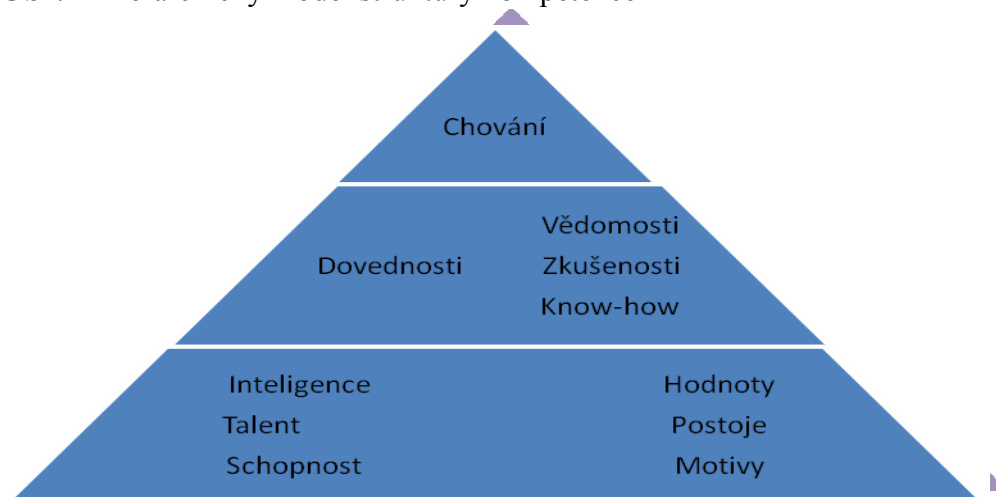 Chování
Dovednosti
Vědomosti
Zkušenosti
Know-how
Inteligence
Talent
Schopnost
Hodnoty
Postoje
Motivy